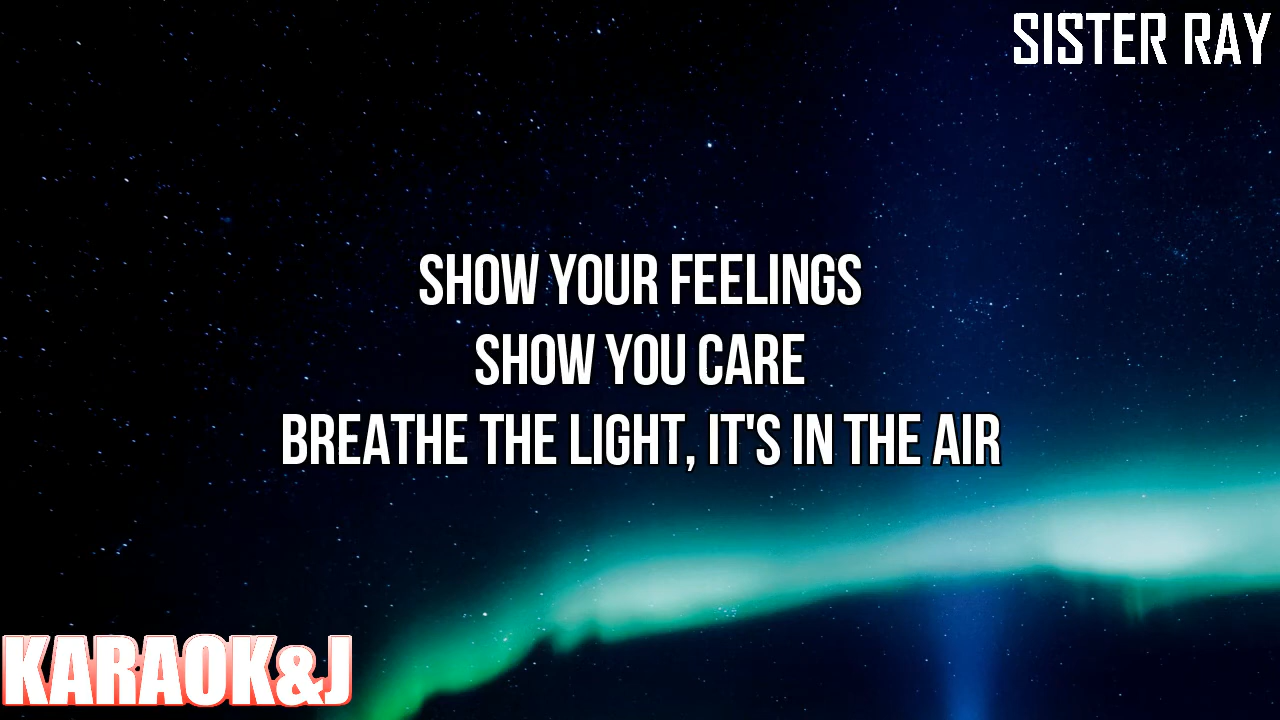 SISTER RAY
SHOW YOUR FEELINGS
SHOW YOU CARE
BREATHE THE LIGHT, IT'S IN THE AIR
KARAOK&J